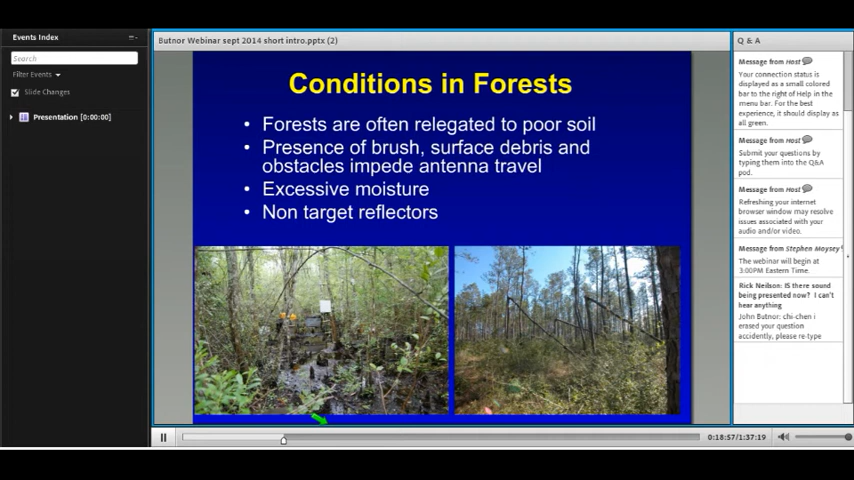 Events Index
Search
Filter Events
Slide Changes
Presentation [0:00:00]
Butnor Webinar sept 2014 short intro.pptx (2)
Conditions in Forests
• Forests are often relegated to poor soil
• Presence of brush, surface debris and
obstacles impede antenna travel
• Excessive moisture
• Non target reflectors
0:18:57/1:37:19
Q & A
Message from Host
Your connection status is
displayed as a small colored
bar to the right of Help in the
menu bar. For the best
experience, it should display as
all green.
Message from Host
Submit your questions by
typing them into the Q&A
pod.
Message from Host
Refreshing your internet
browser window may resolve
issues associated with your
audio and/or video.
Message from Stephen Moysey
The webinar will begin at
3:00PM Eastern Time.
Rick Neilson: IS there sound
being presented now? I can't
hear anything
John Butnor: chi-chen i
erased your question
accidently, please re-type